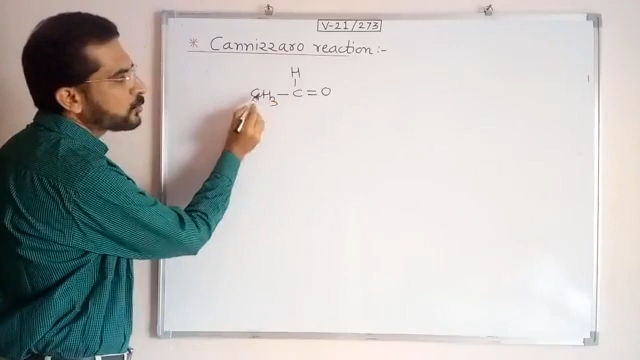 V-21/273
* Cannizzaro reaction:-
H
|
CH3 — C = O